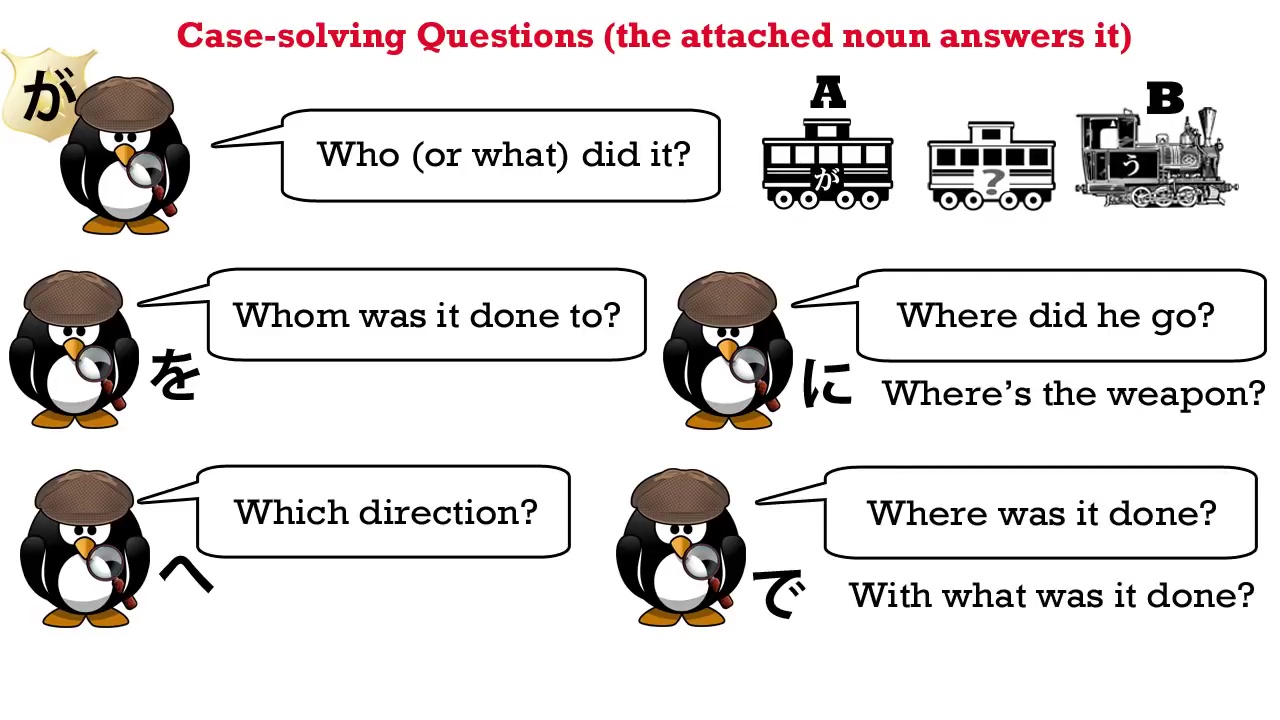 Case-solving Questions (the attached noun answers it)
が
Who (or what) did it?
A
が
?
B
う
を
Whom was it done to?
に
Where did he go?
Where's the weapon?
へ
Which direction?
で
Where was it done?
With what was it done?